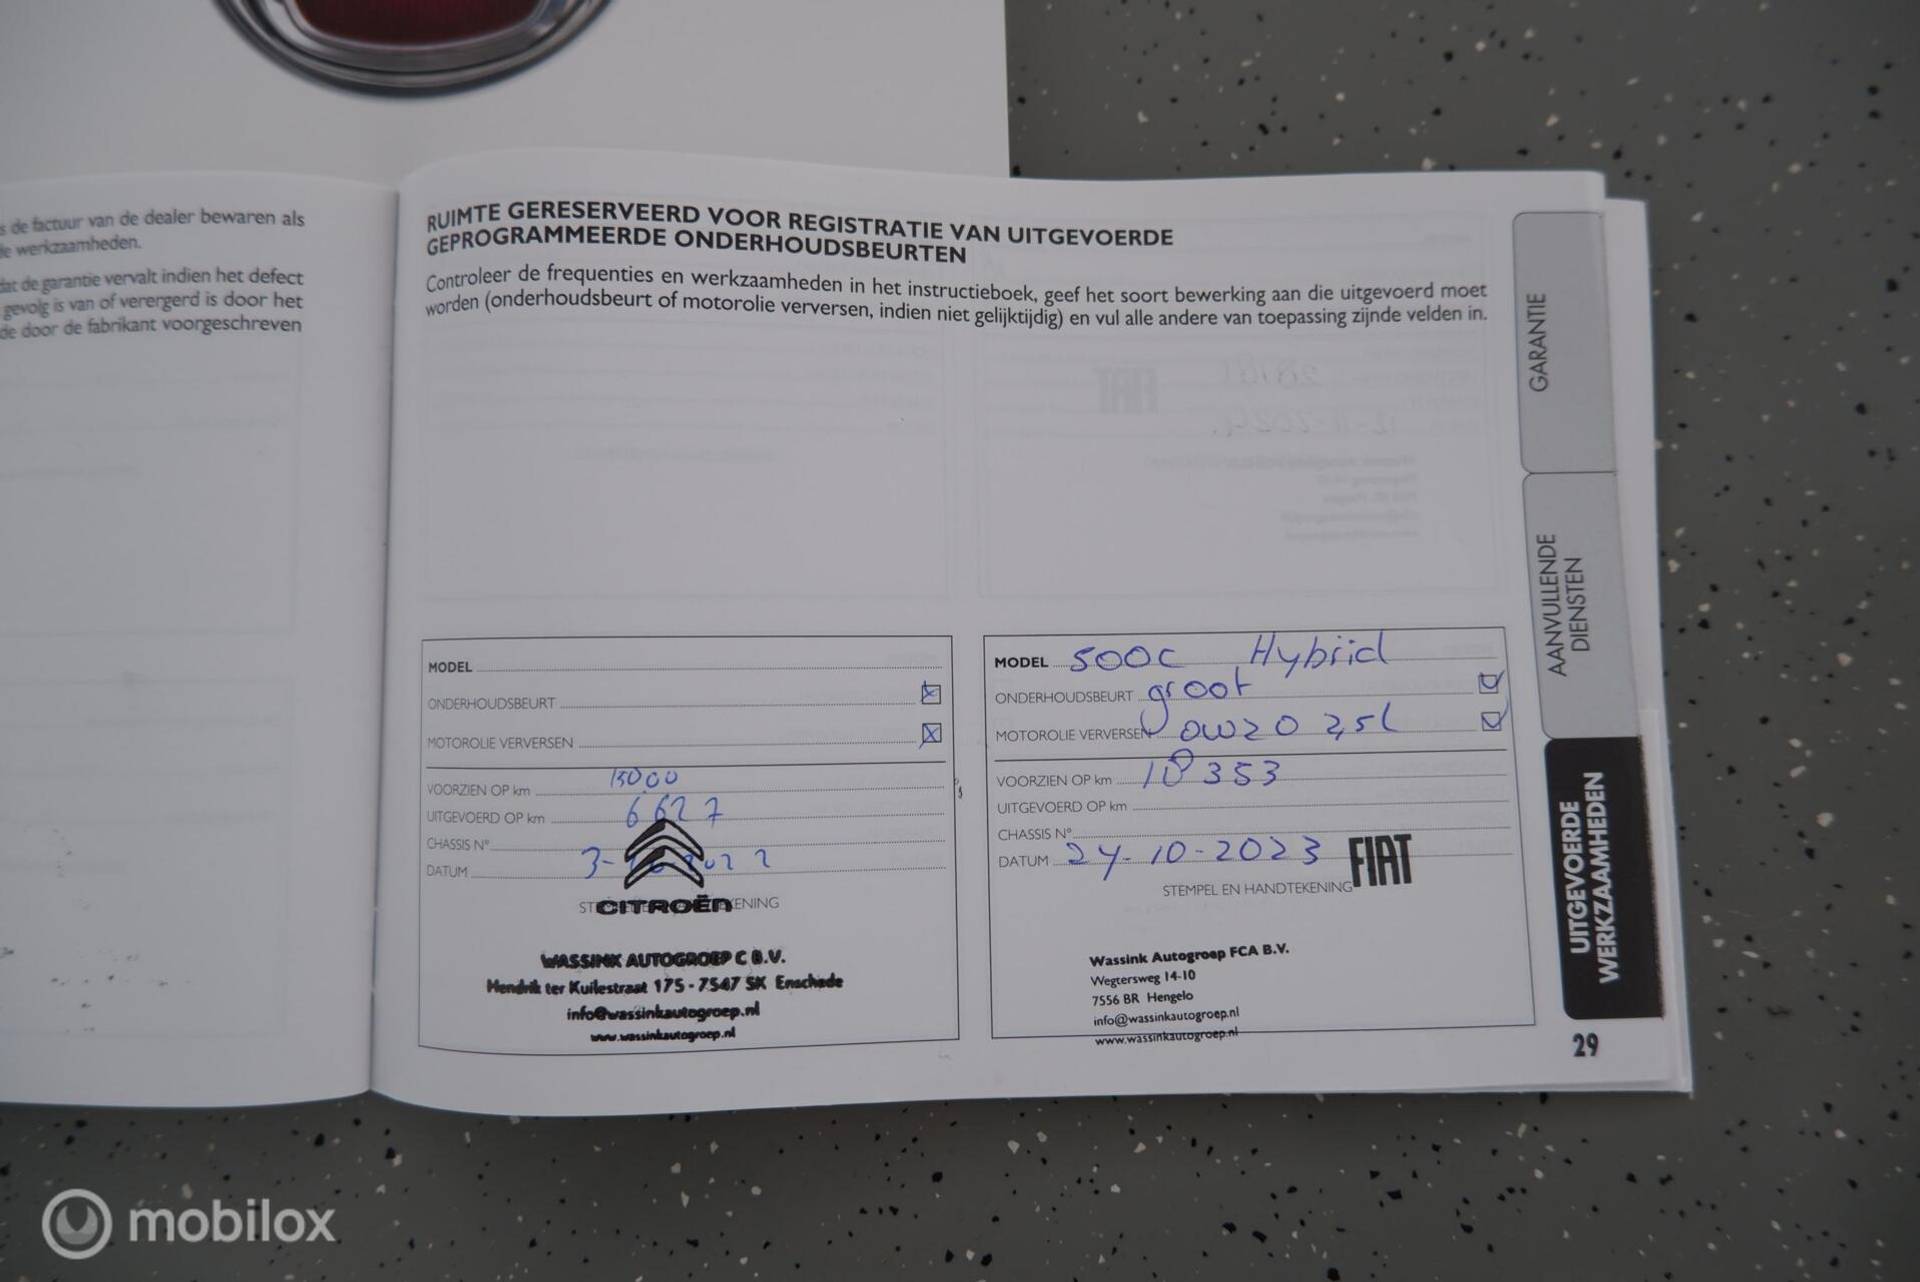 s de factuur van de dealer bewaren als
le werkzaamheden.
dat de garantie vervalt indien het defect
gevolg is van of verergerd is door het
de door de fabrikant voorgeschreven
RUIMTE GERESERVEERD VOOR REGISTRATIE VAN UITGEVOERDE
GEPROGRAMMEERDE ONDERHOUDSBEURTEN
Controleer de frequenties en werkzaamheden in het instructieboek, geef het soort bewerking aan die uitgevoerd moet
worden (onderhoudsbeurt of motorolie verversen, indien niet gelijktijdig) en vul alle andere van toepassing zijnde velden in.
MODEL
ONDERHOUDSBEURT
MOTOROLIE VERVERSEN
VOORZIEN OP km 15000
UITGEVOERD OP km 6627
CHASSIS N°
DATUM 3- 2022
CITROËN
WASSINK AUTOGROEP C B.V.
Hendrik ter Kuilestraat 175 - 7547 SK Enschede
info@wassinkautogroep.nl
www.wassinkautogroep.nl
MODEL 500C Hybrid
ONDERHOUDSBEURT groot
MOTOROLIE VERVERSEN 0W20 2,5l
VOORZIEN OP km 18353
UITGEVOERD OP km
CHASSIS N°
DATUM 24-10-2023
FIAT
STEMPEL EN HANDTEKENING
Wassink Autogroep FCA B.V.
Wegtersweg 14-10
7556 BR Hengelo
info@wassinkautogroep.nl
www.wassinkautogroep.nl
GARANTIE
AANVULLENDE
DIENSTEN
UITGEVOERDE
WERKZAAMHEDEN
29
mobilox